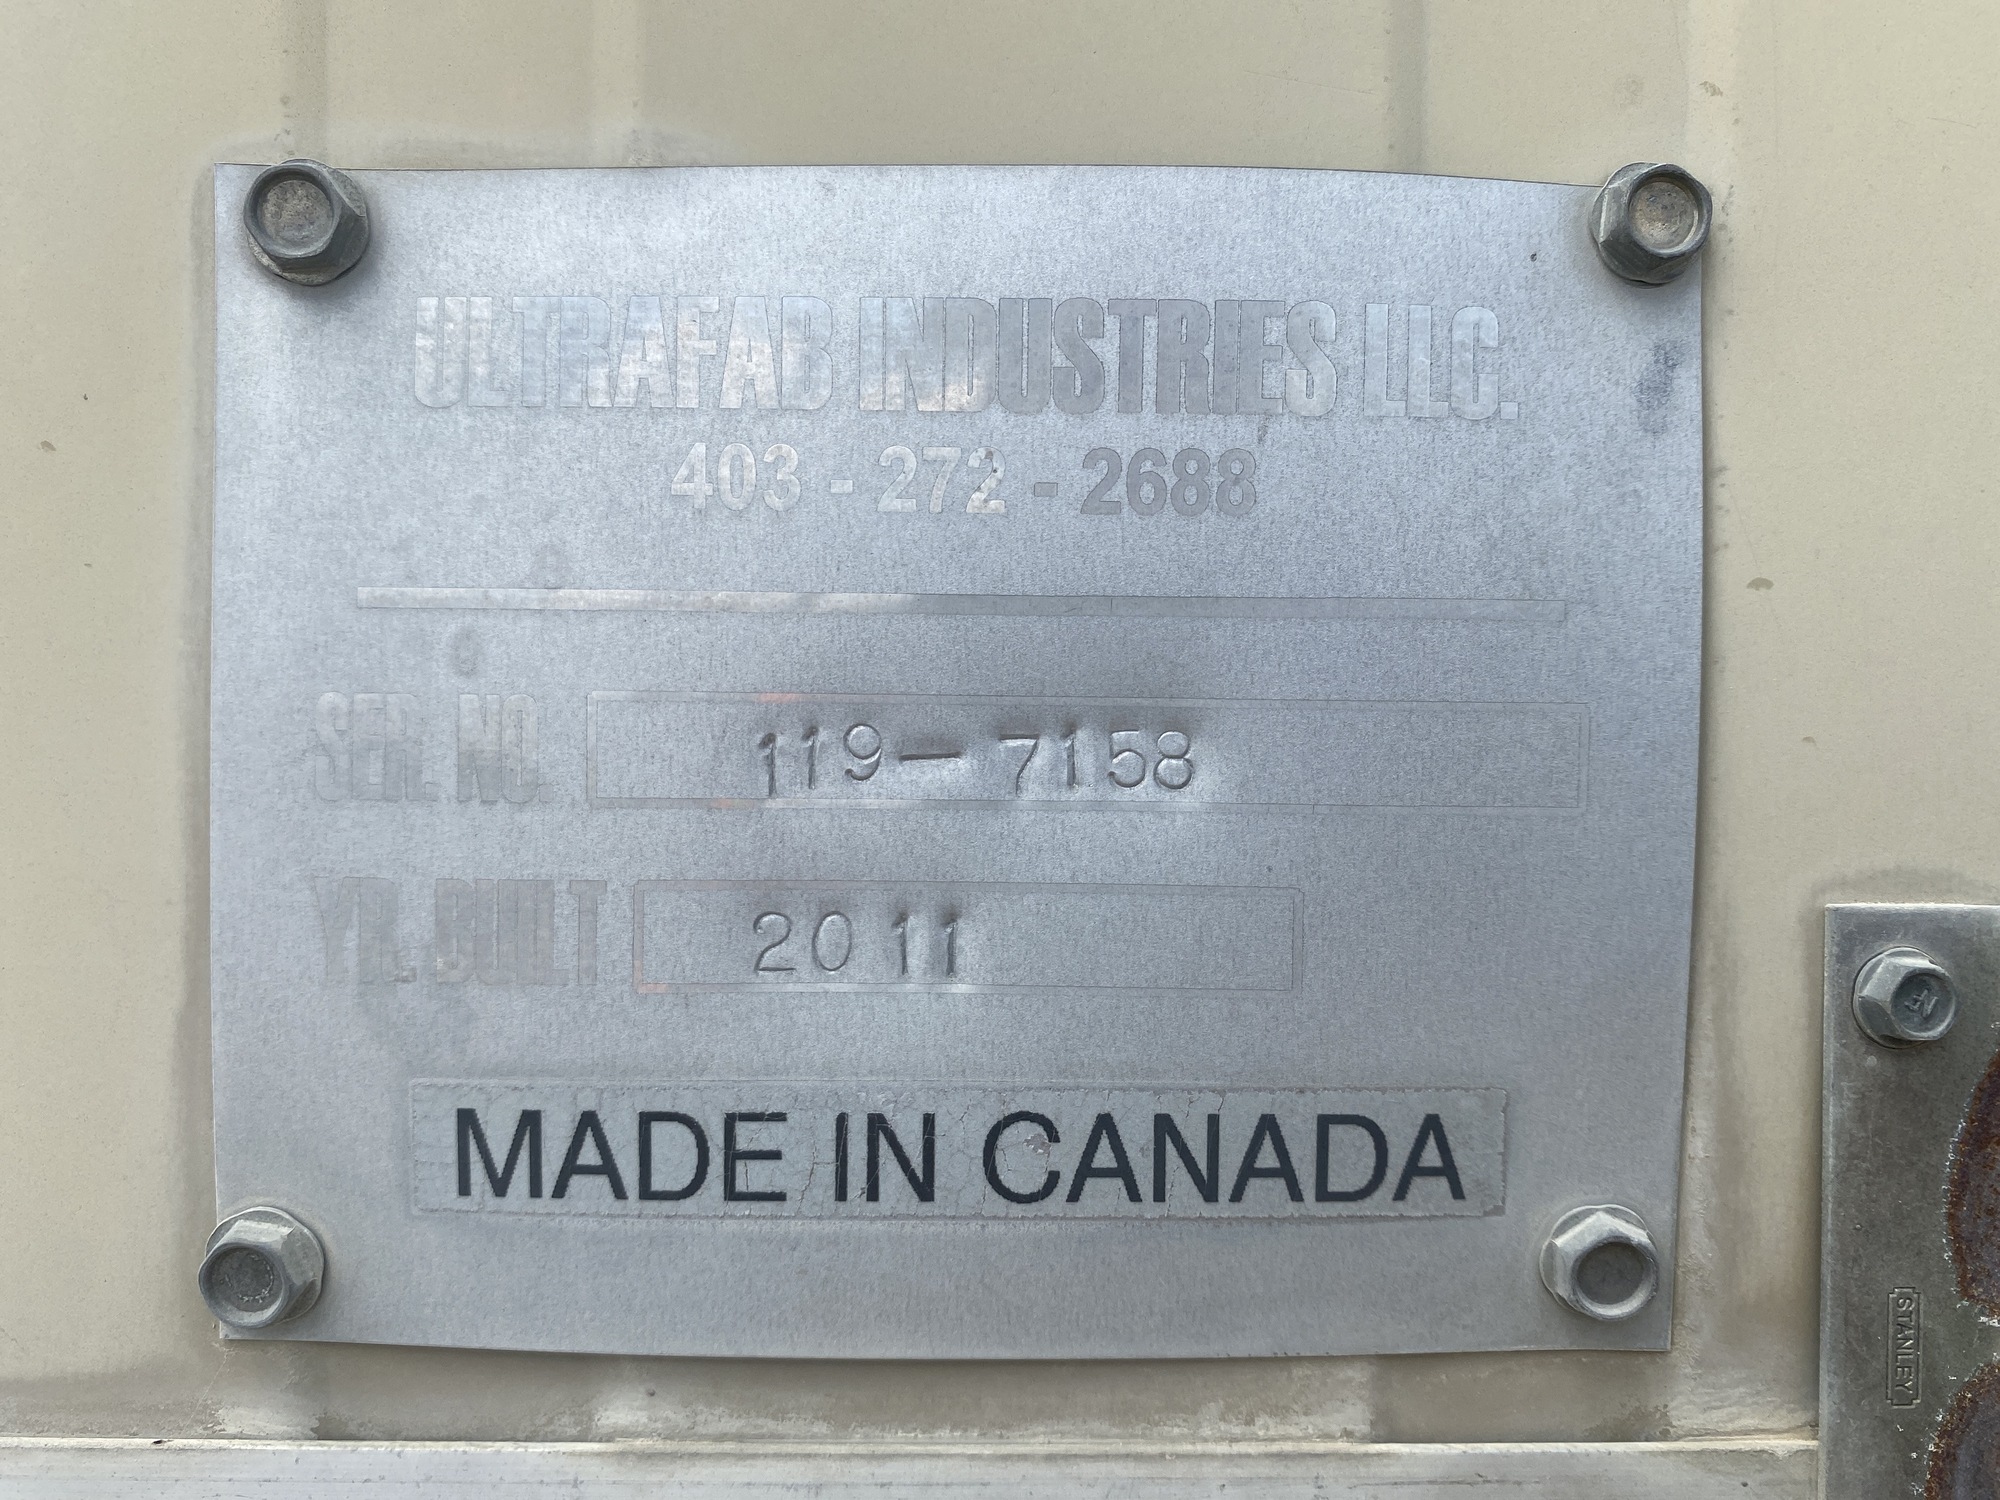 ULTRAFAB INDUSTRIES LLC.
403 - 272 - 2688
SER. NO. 119-7158
YR. BUILT 2011
MADE IN CANADA
STANLEY